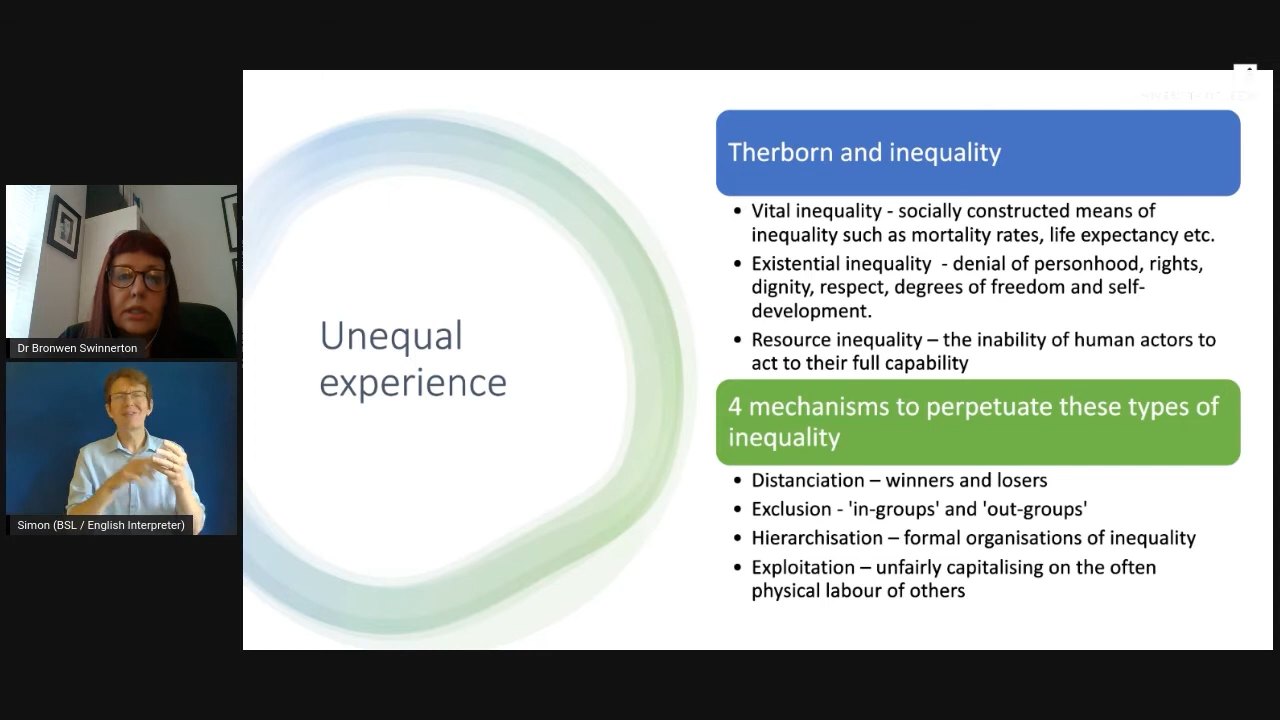 Unequal
experience
Therborn and inequality
• Vital inequality - socially constructed means of
inequality such as mortality rates, life expectancy etc.
• Existential inequality - denial of personhood, rights,
dignity, respect, degrees of freedom and self-
development.
• Resource inequality – the inability of human actors to
act to their full capability
4 mechanisms to perpetuate these types of
inequality
• Distanciation – winners and losers
• Exclusion - 'in-groups' and 'out-groups'
• Hierarchisation – formal organisations of inequality
• Exploitation – unfairly capitalising on the often
physical labour of others
Dr Bronwen Swinnerton
Simon (BSL / English Interpreter)